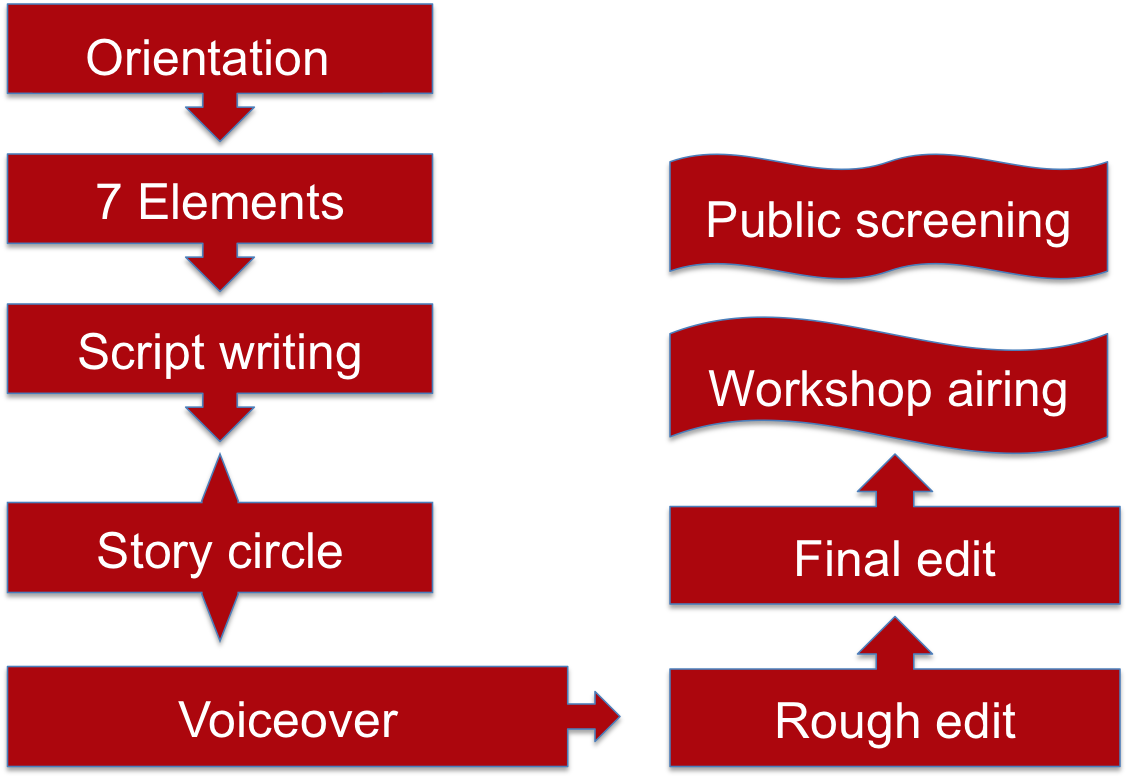 Orientation
7 Elements
Script writing
Story circle
Voiceover
Rough edit
Final edit
Workshop airing
Public screening